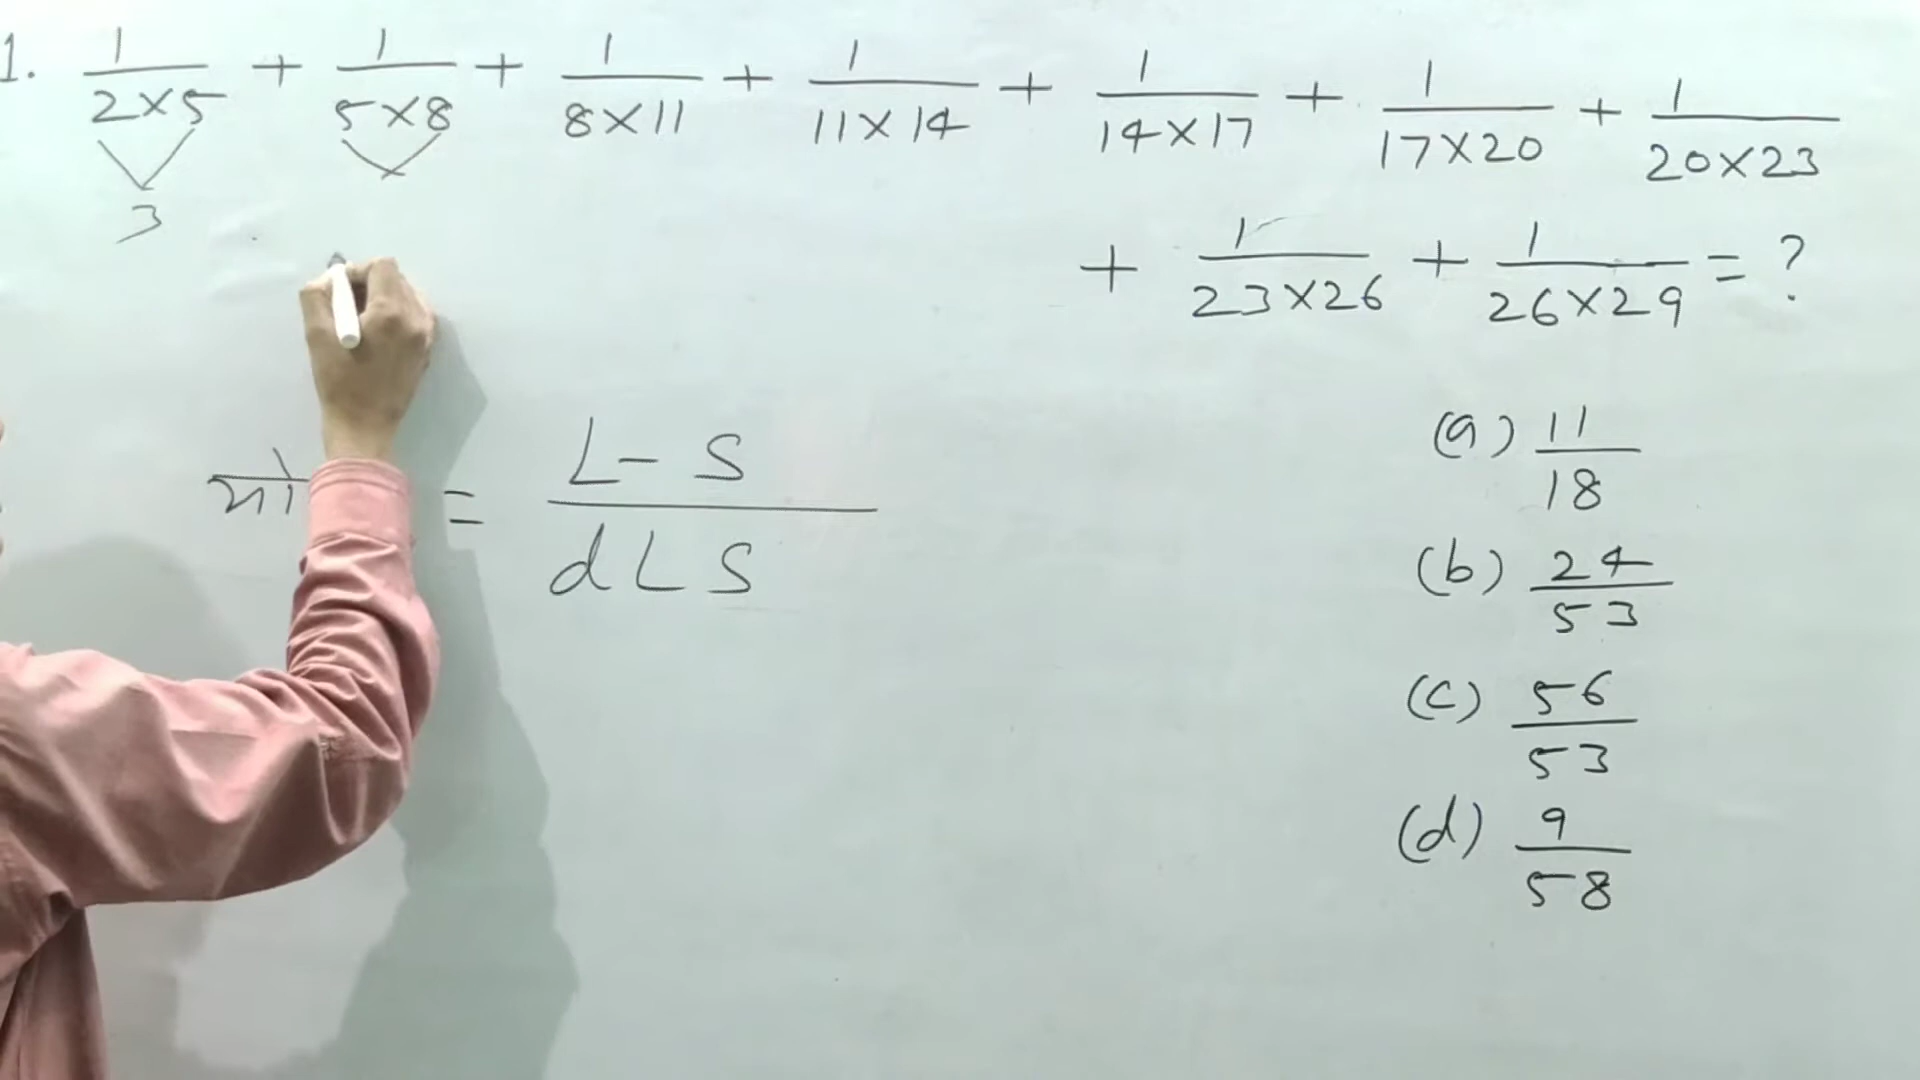 1. 1/2×5 + 1/5×8 + 1/8×11 + 1/11×14 + 1/14×17 + 1/17×20 + 1/20×23
3
+ 1/23×26 + 1/26×29 = ?
= L-S/dLS
(a) 11/18
(b) 24/53
(c) 56/53
(d) 9/58